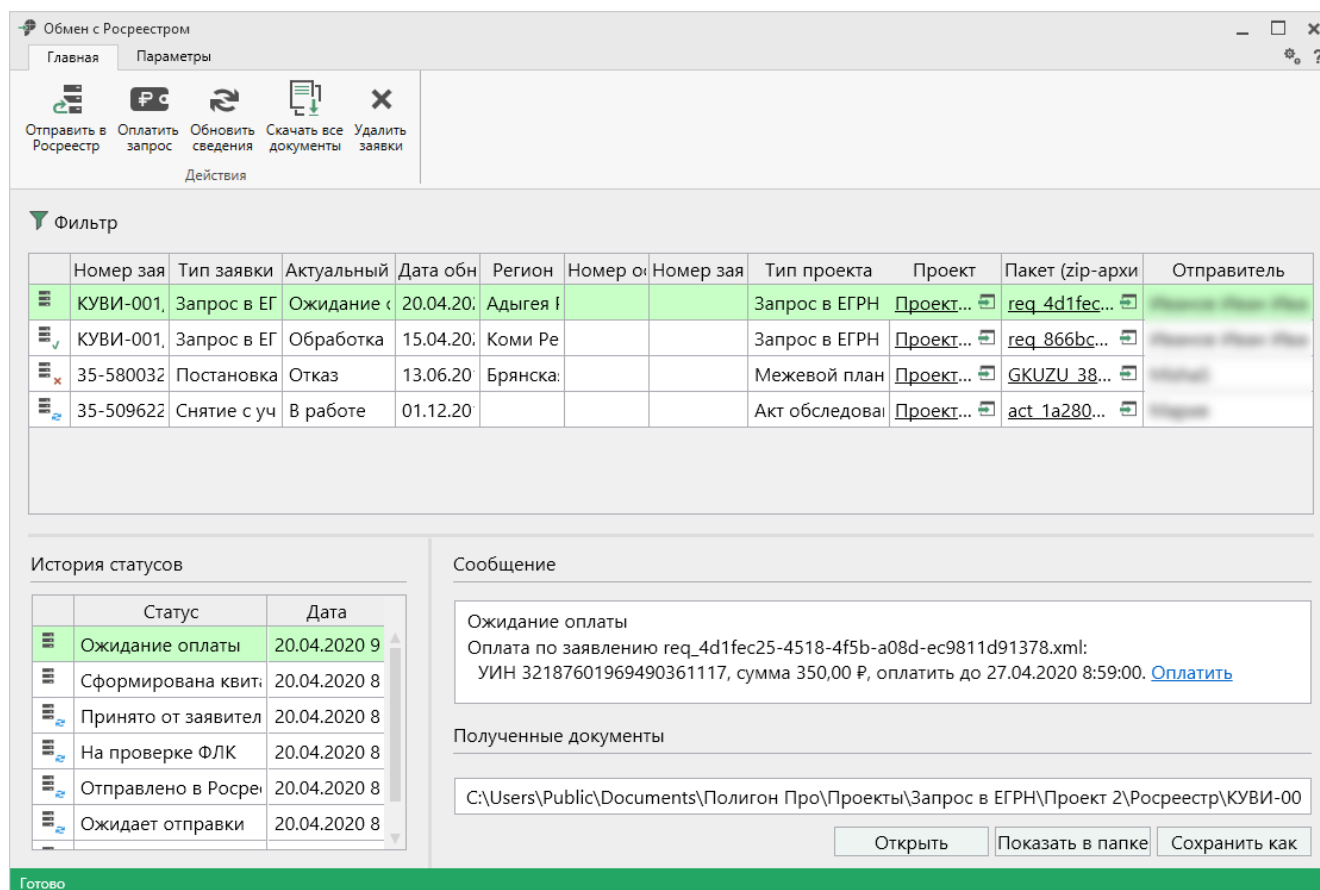 Обмен с Росреестром
Главная Параметры
Отправить в Росреестр
Оплатить запрос
Обновить сведения
Скачать все документы
Удалить заявки
Действия
Фильтр
Номер зая Тип заявки Актуальный Дата обн Регион Номер о Номер зая Тип проекта Проект Пакет (zip-архи Отправитель
КУВИ-001, Запрос в ЕГ Ожидание 20.04.20 Адыгея Запрос в ЕГРН Проект... req_4d1fec...
КУВИ-001, Запрос в ЕГ Обработка 15.04.20 Коми Ре Запрос в ЕГРН Проект... req_866bc...
35-580032 Постановка Отказ 13.06.20 Брянска Межевой план Проект... GKUZU_38...
35-509622 Снятие с уч В работе 01.12.20 Акт обследова Проект... act_1a280...
История статусов
Статус Дата
Ожидание оплаты 20.04.2020 9
Сформирована квит 20.04.2020 8
Принято от заявител 20.04.2020 8
На проверке ФЛК 20.04.2020 8
Отправлено в Росре 20.04.2020 8
Ожидает отправки 20.04.2020 8
Сообщение
Ожидание оплаты
Оплата по заявлению req_4d1fec25-4518-4f5b-a08d-ec9811d91378.xml:
УИН 32187601969490361117, сумма 350,00 ₽, оплатить до 27.04.2020 8:59:00. Оплатить
Полученные документы
C:\Users\Public\Documents\Полигон Про\Проекты\Запрос в ЕГРН\Проект 2\Росреестр\КУВИ-00
Открыть Показать в папке Сохранить как
Готово